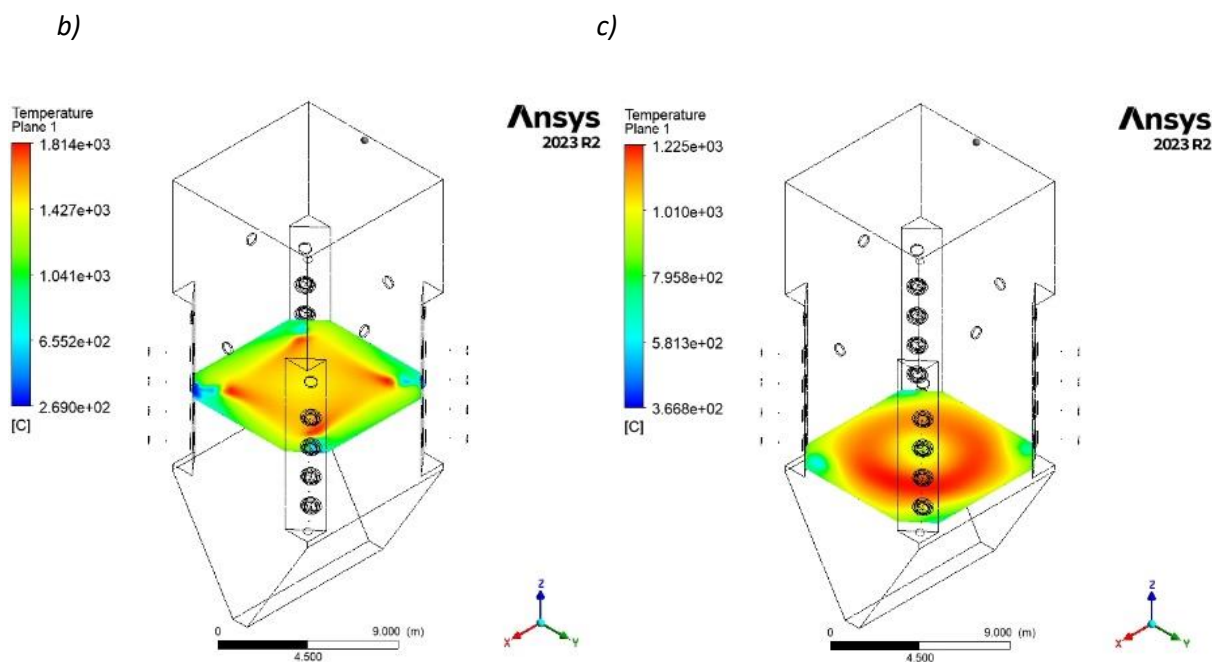 b)
Temperature
Plane 1
1.814e+03
1.427e+03
1.041e+03
6.552e+02
2.690e+02
[C]
Ansys
2023 R2
0 9.000 (m)
4.500
Z
X Y
c)
Temperature
Plane 1
1.225e+03
1.010e+03
7.958e+02
5.813e+02
3.668e+02
[C]
Ansys
2023 R2
0 9.000 (m)
4.500
Z
X Y